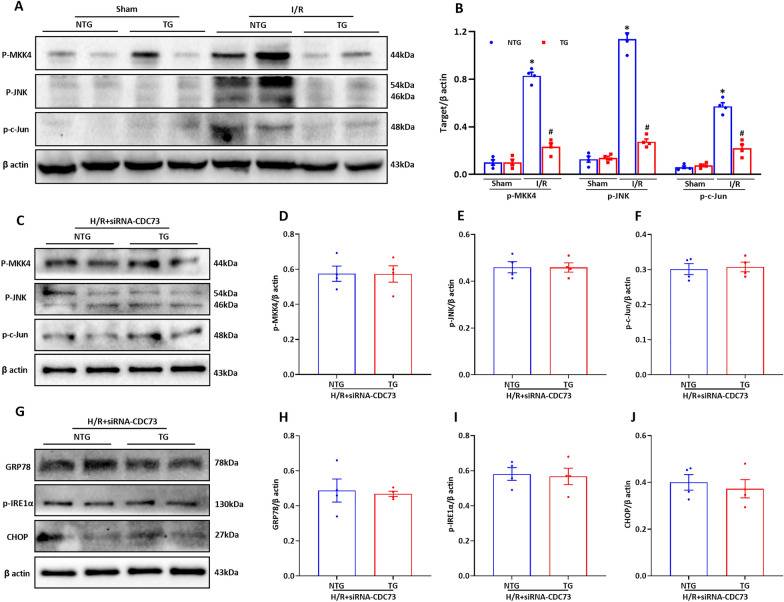 A
Sham
I/R
NTG
TG
NTG
TG
P-MKK4
44kDa
P-JNK
54kDa
46kDa
p-c-Jun
48kDa
β actin
43kDa
B
NTG
TG
Target/β actin
1.2
0.8
0.4
0.0
*
#
*
#
*
#
Sham
I/R
Sham
I/R
Sham
I/R
p-MKK4
p-JNK
p-c-Jun
C
H/R+siRNA-CDC73
NTG
TG
P-MKK4
44kDa
P-JNK
54kDa
46kDa
p-c-Jun
48kDa
β actin
43kDa
D
p-MKK4/β actin
0.8
0.6
0.4
0.2
0.0
NTG
TG
H/R+siRNA-CDC73
E
p-JNK/β actin
0.6
0.4
0.2
0.0
NTG
TG
H/R+siRNA-CDC73
F
p-c-Jun/β actin
0.4
0.3
0.2
0.1
0.0
NTG
TG
H/R+siRNA-CDC73
G
H/R+siRNA-CDC73
NTG
TG
GRP78
78kDa
p-IRE1α
130kDa
CHOP
27kDa
β actin
43kDa
H
GRP78/β actin
0.8
0.6
0.4
0.2
0.0
NTG
TG
H/R+siRNA-CDC73
I
p-IRE1α/β actin
0.8
0.6
0.4
0.2
0.0
NTG
TG
H/R+siRNA-CDC73
J
CHOP/β actin
0.6
0.4
0.2
0.0
NTG
TG
H/R+siRNA-CDC73